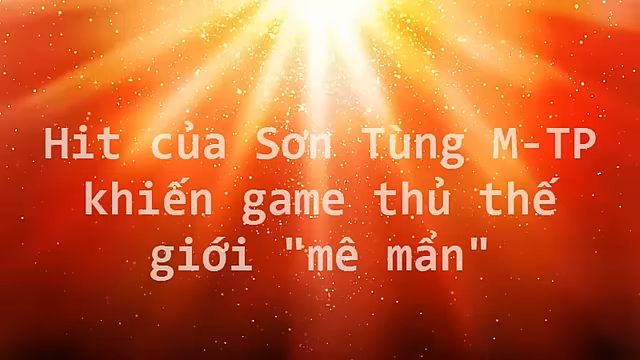 Hit của Sơn Tùng M-TP
khiến game thủ thế
giới "mê mẩn"